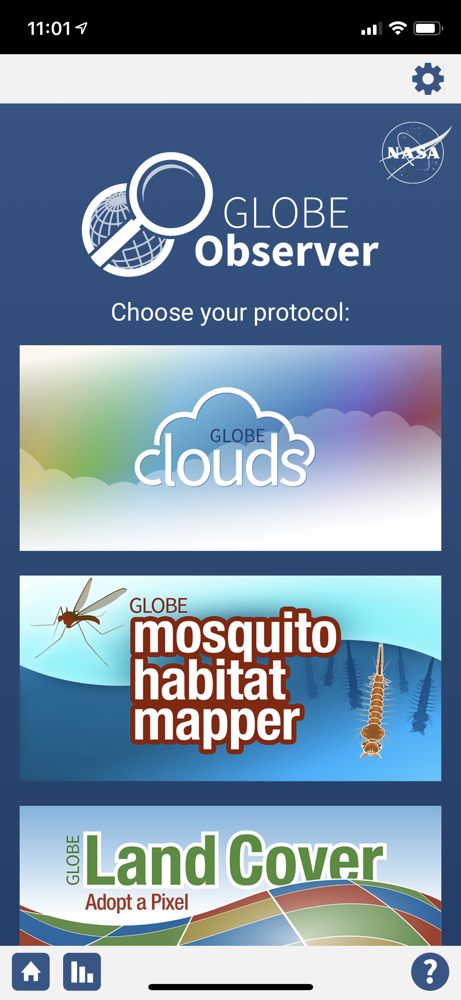 11:01
NASA
GLOBE
Observer
Choose your protocol:
GLOBE
clouds
GLOBE
mosquito
habitat
mapper
GLOBE
Land Cover
Adopt a Pixel
?